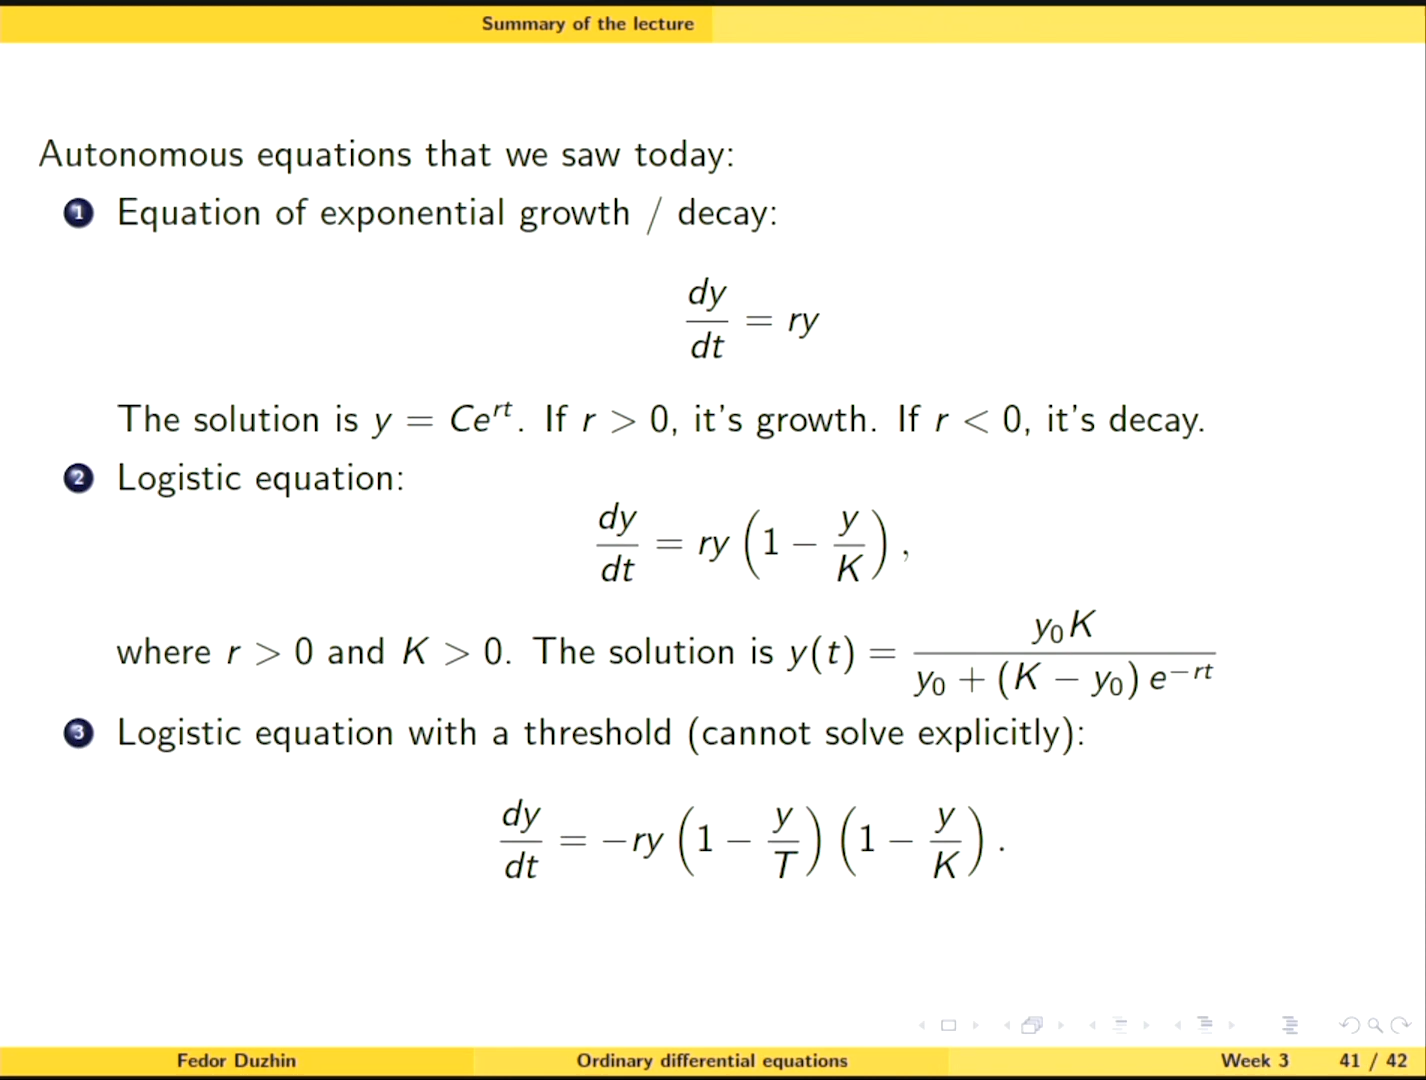 Summary of the lecture
Autonomous equations that we saw today:
1 Equation of exponential growth / decay:
dy/dt = ry
The solution is y = Ce^{rt}. If r > 0, it's growth. If r < 0, it's decay.
2 Logistic equation:
dy/dt = ry (1 − y/K),
where r > 0 and K > 0. The solution is y(t) = y₀K / (y₀ + (K − y₀) e^{−rt})
3 Logistic equation with a threshold (cannot solve explicitly):
dy/dt = −ry (1 − y/T) (1 − y/K).
Fedor Duzhin Ordinary differential equations Week 3 41 / 42